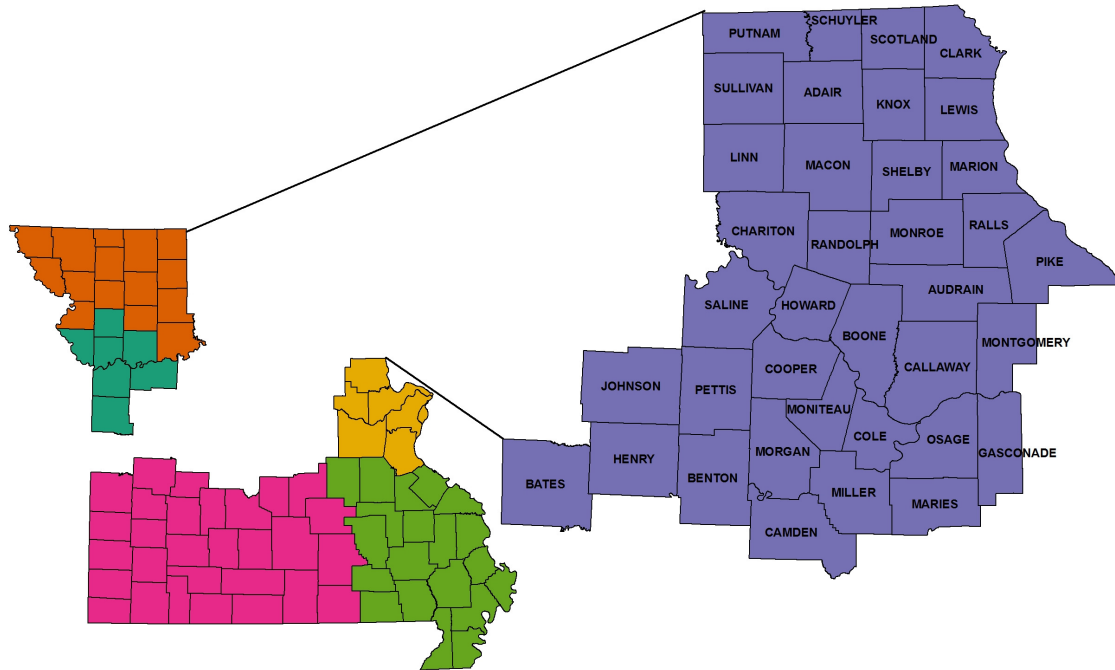 SCHUYLER
PUTNAM
SCOTLAND
CLARK
SULLIVAN
ADAIR
KNOX
LEWIS
LINN
MACON
SHELBY
MARION
CHARITON
RANDOLPH
MONROE
RALLS
PIKE
SALINE
HOWARD
AUDRAIN
BOONE
MONTGOMERY
CALLAWAY
COOPER
JOHNSON
PETTIS
MONITEAU
COLE
OSAGE
GASCONADE
MORGAN
HENRY
BENTON
BATES
MILLER
MARIES
CAMDEN